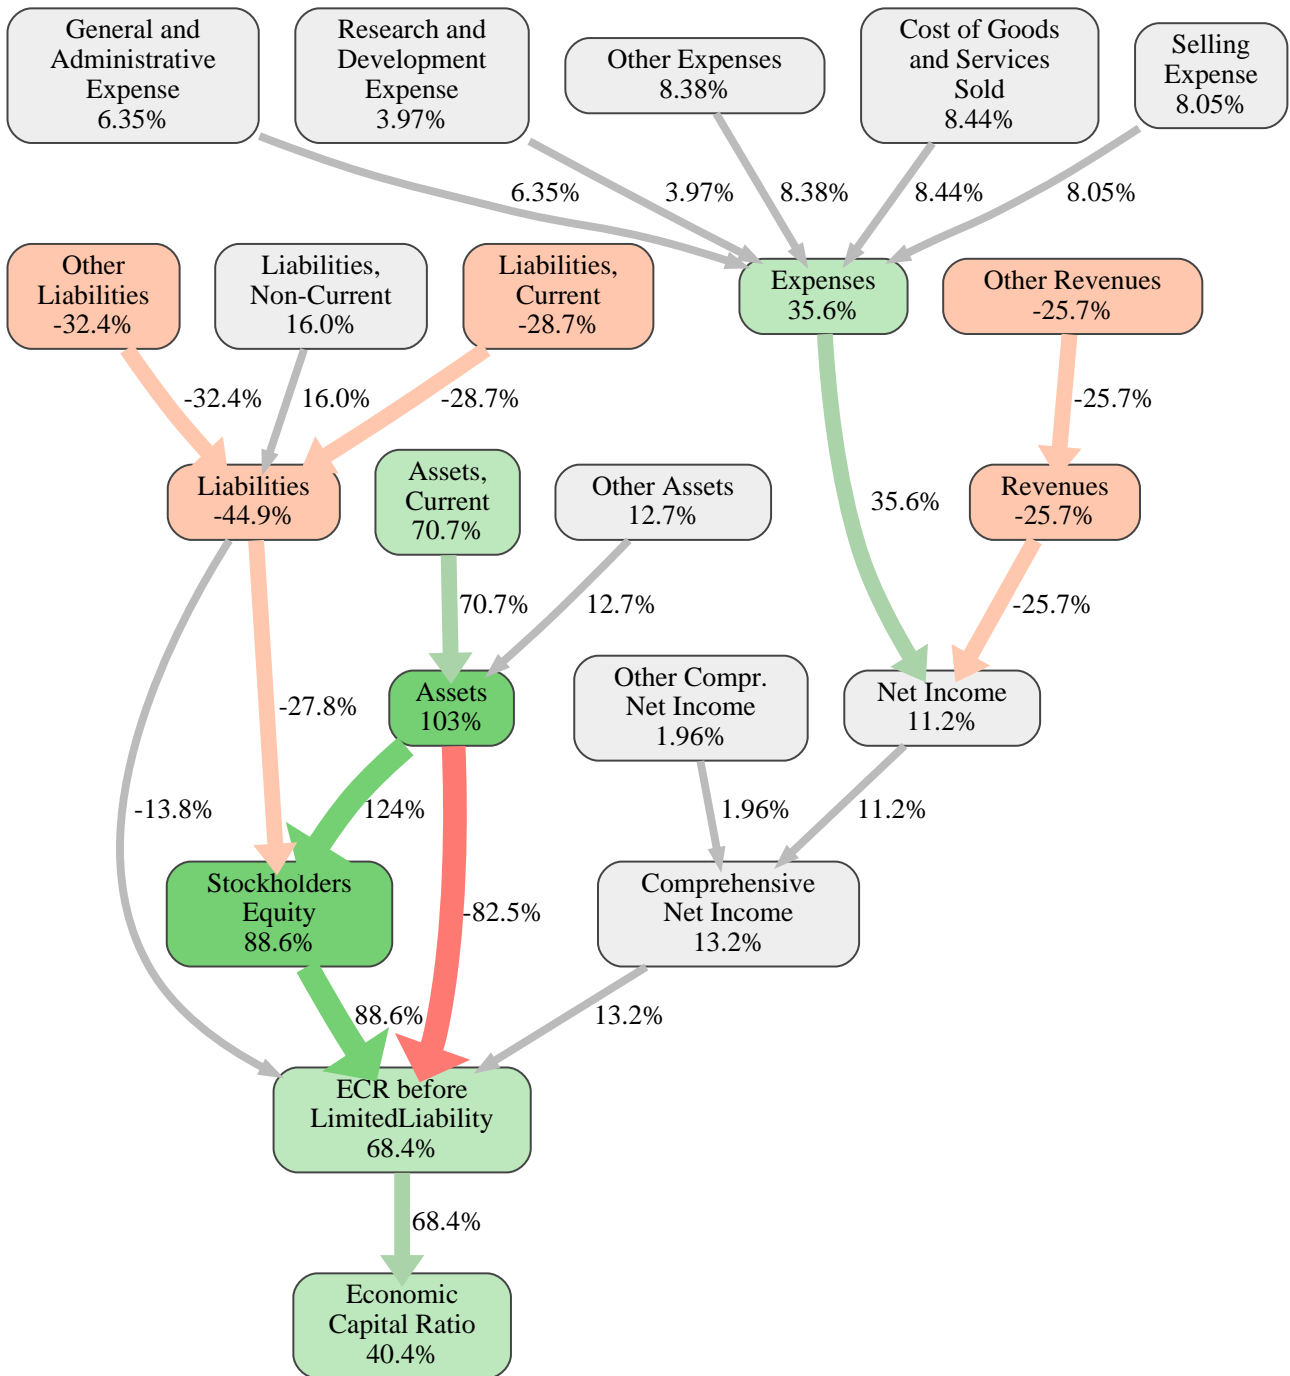 General and
Administrative
Expense
6.35%
Research and
Development
Expense
3.97%
Other Expenses
8.38%
Cost of Goods
and Services
Sold
8.44%
Selling
Expense
8.05%
6.35%
3.97%
8.38%
8.44%
8.05%
Other
Liabilities
-32.4%
Liabilities,
Non-Current
16.0%
Liabilities,
Current
-28.7%
Expenses
35.6%
Other Revenues
-25.7%
-32.4%
16.0%
-28.7%
-25.7%
Liabilities
-44.9%
Assets,
Current
70.7%
Other Assets
12.7%
35.6%
Revenues
-25.7%
70.7%
12.7%
-25.7%
-27.8%
Assets
103%
Other Compr.
Net Income
1.96%
Net Income
11.2%
-13.8%
124%
1.96%
11.2%
Stockholders
Equity
88.6%
-82.5%
Comprehensive
Net Income
13.2%
88.6%
13.2%
ECR before
LimitedLiability
68.4%
68.4%
Economic
Capital Ratio
40.4%